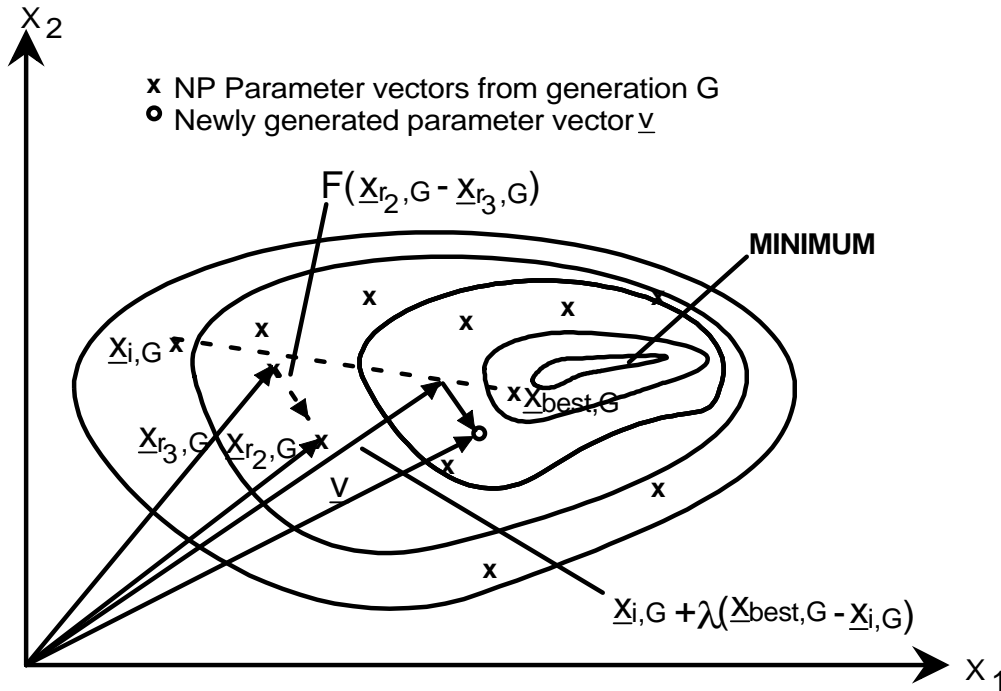 X2
x NP Parameter vectors from generation G
Newly generated parameter vector v
F(xr2,G - xr3,G)
MINIMUM
xi,G
xbest,G
xr3,G
xr2,G
v
xi,G + λ(xbest,G - xi,G)
X1